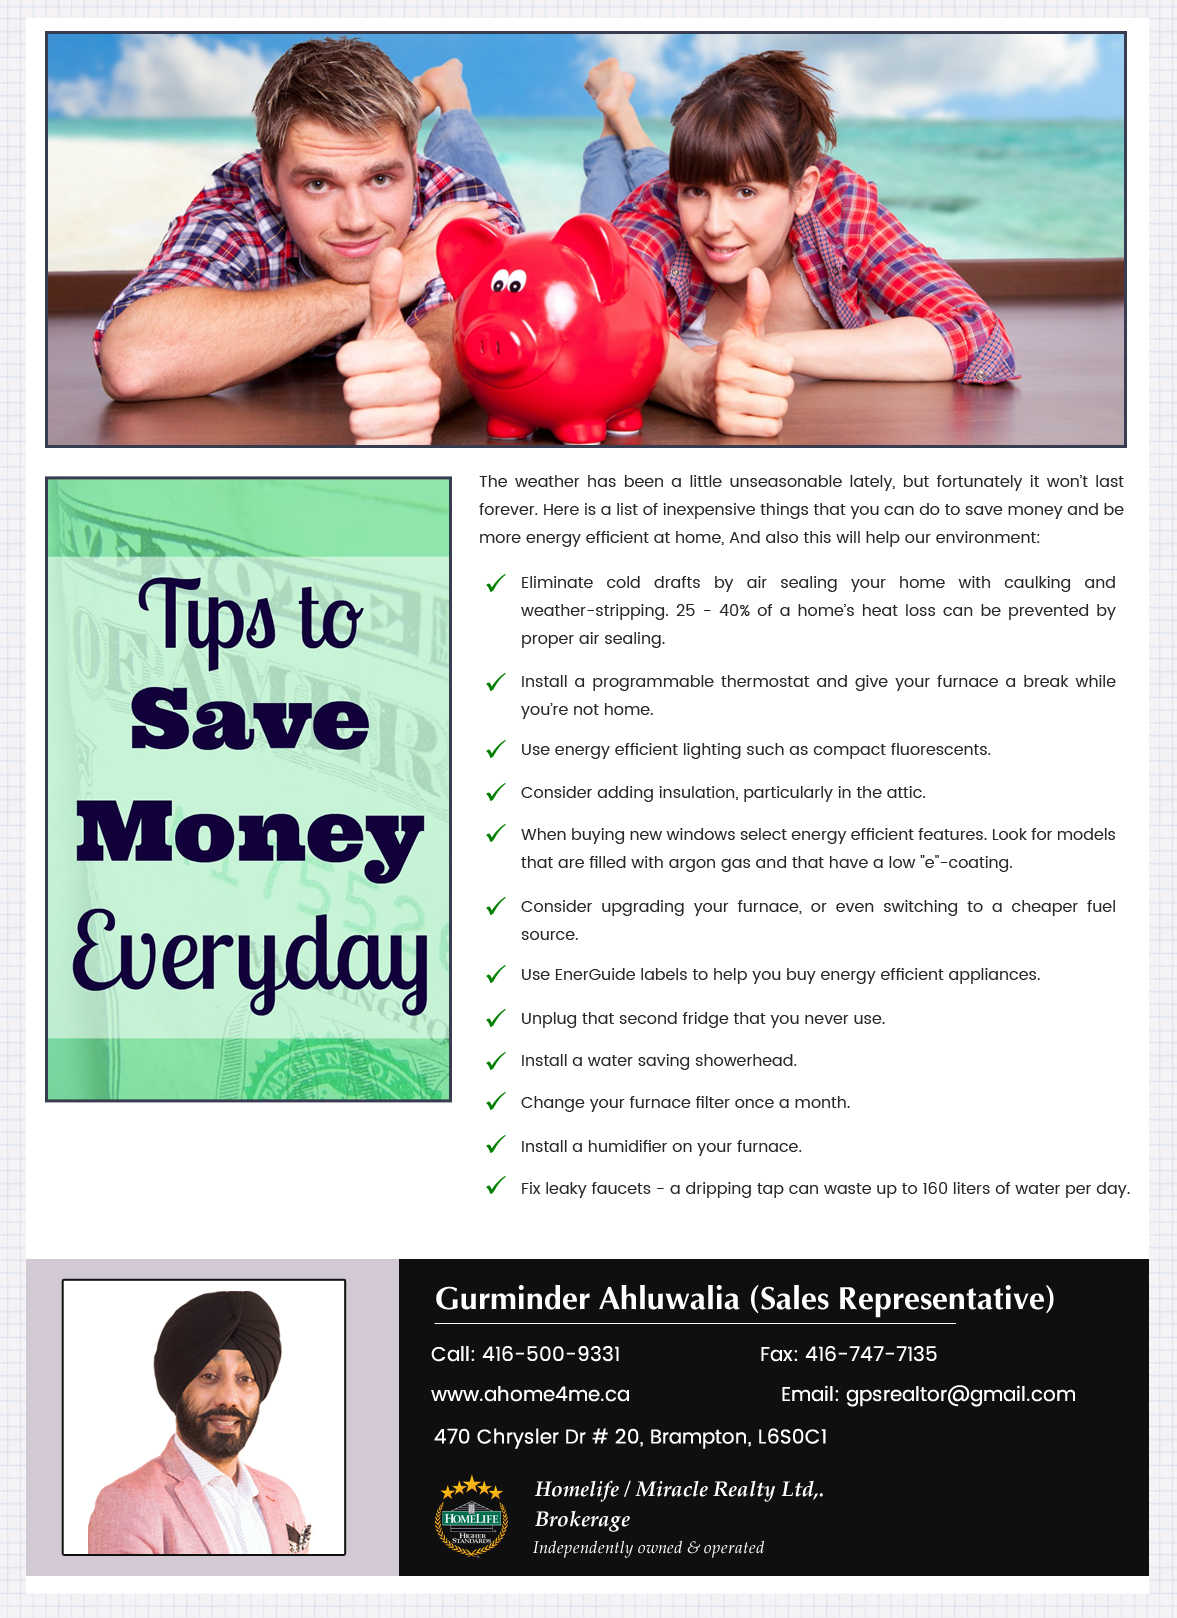 Tips to
Save
Money
Everyday
The weather has been a little unseasonable lately, but fortunately it won't last
forever. Here is a list of inexpensive things that you can do to save money and be
more energy efficient at home, And also this will help our environment:
Eliminate cold drafts by air sealing your home with caulking and
weather-stripping. 25 - 40% of a home's heat loss can be prevented by
proper air sealing.
Install a programmable thermostat and give your furnace a break while
you're not home.
Use energy efficient lighting such as compact fluorescents.
Consider adding insulation, particularly in the attic.
When buying new windows select energy efficient features. Look for models
that are filled with argon gas and that have a low "e"-coating.
Consider upgrading your furnace, or even switching to a cheaper fuel
source.
Use EnerGuide labels to help you buy energy efficient appliances.
Unplug that second fridge that you never use.
Install a water saving showerhead.
Change your furnace filter once a month.
Install a humidifier on your furnace.
Fix leaky faucets - a dripping tap can waste up to 160 liters of water per day.
Gurminder Ahluwalia (Sales Representative)
Call: 416-500-9331 Fax: 416-747-7135
www.ahome4me.ca Email: gpsrealtor@gmail.com
470 Chrysler Dr # 20, Brampton, L6S0C1
HOMELIFE
HIGHER
STANDARDS
Homelife / Miracle Realty Ltd,.
Brokerage
Independently owned & operated